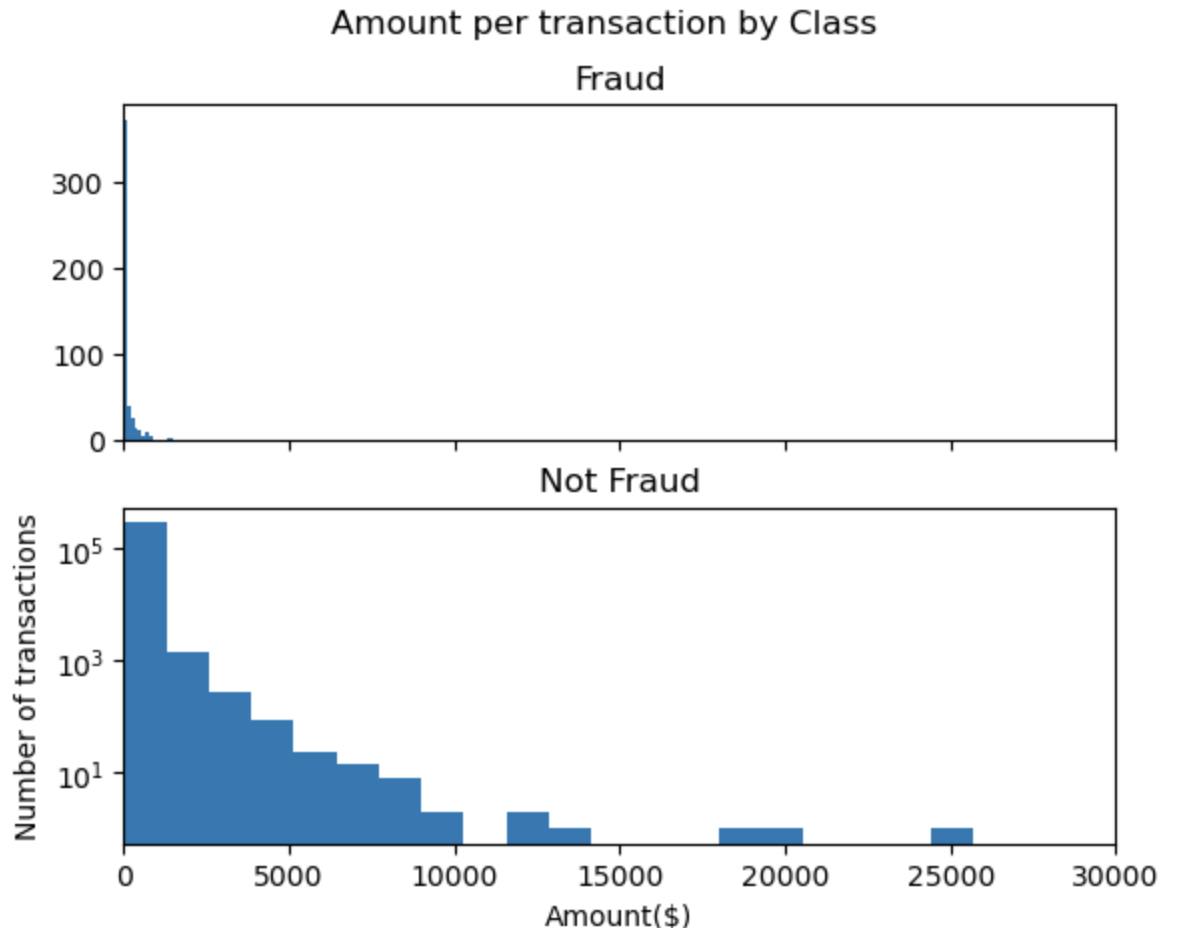 Amount per transaction by Class
Fraud
300
200
100
0
Not Fraud
Number of transactions
10⁵
10³
10¹
0 5000 10000 15000 20000 25000 30000
Amount($)